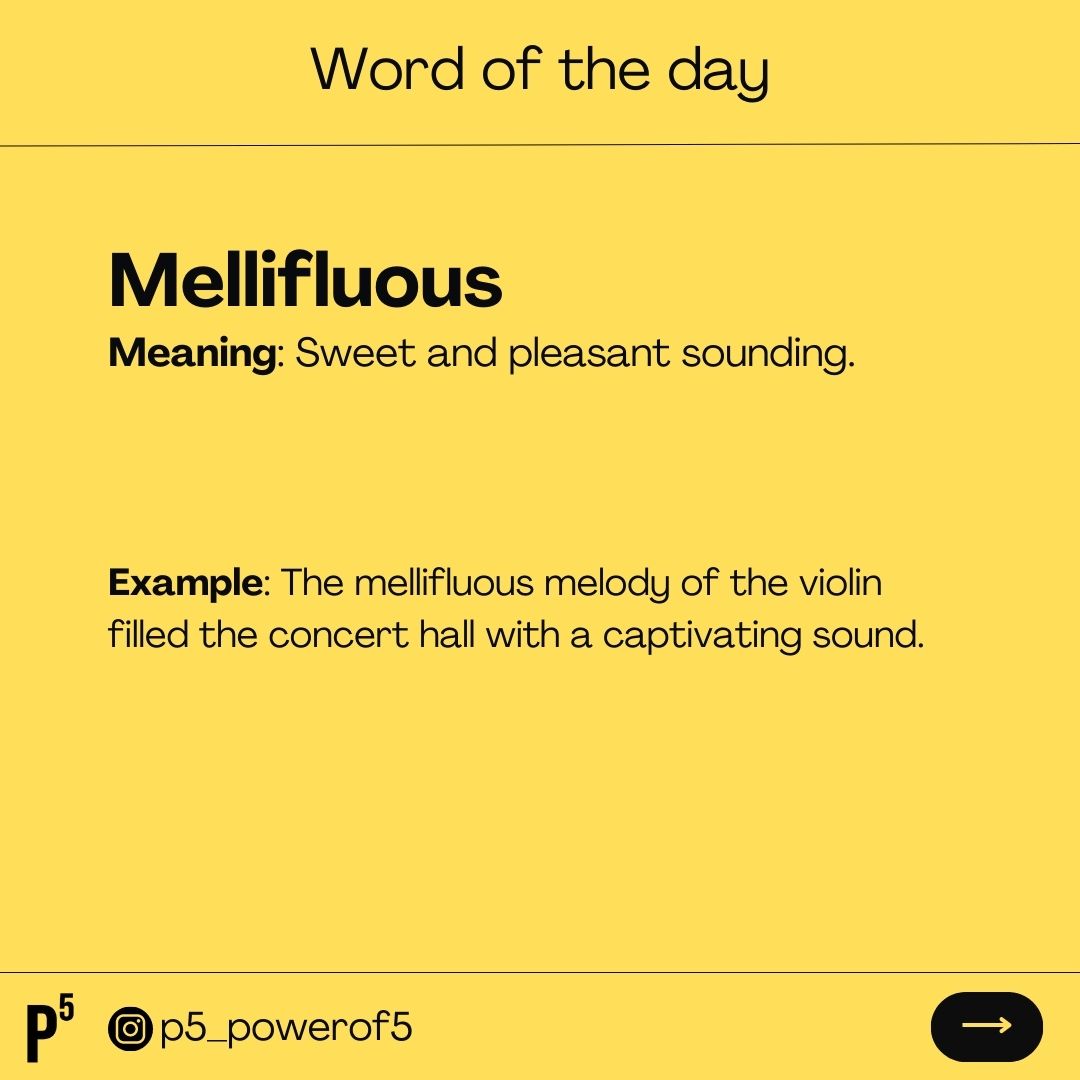 Word of the day
Mellifluous
Meaning: Sweet and pleasant sounding.
Example: The mellifluous melody of the violin
filled the concert hall with a captivating sound.
P⁵ p5_powerof5